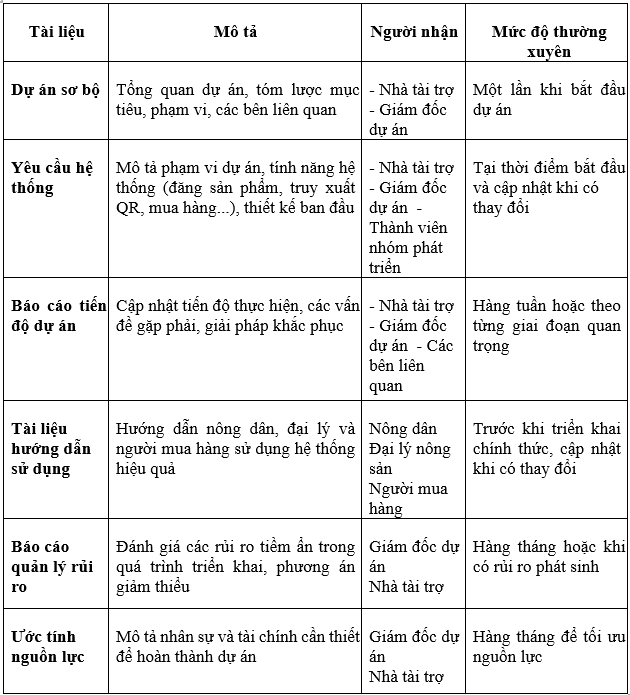 Tài liệu
Mô tả
Người nhận
Mức độ thường
xuyên
Dự án sơ bộ
Tổng quan dự án, tóm lược mục
tiêu, phạm vi, các bên liên quan
- Nhà tài trợ
- Giám đốc
dự án
Một lần khi bắt đầu
dự án
Yêu cầu hệ
thống
Mô tả phạm vi dự án, tính năng hệ
thống (đăng sản phẩm, truy xuất
QR, mua hàng...), thiết kế ban đầu
- Nhà tài trợ
- Giám đốc
dự án -
Thành viên
nhóm phát
triển
Tại thời điểm bắt đầu
và cập nhật khi có
thay đổi
Báo cáo tiến
độ dự án
Cập nhật tiến độ thực hiện, các vấn
đề gặp phải, giải pháp khắc phục
- Nhà tài trợ
- Giám đốc
dự án - Các
bên liên
quan
Hàng tuần hoặc theo
từng giai đoạn quan
trọng
Tài liệu
hướng dẫn
sử dụng
Hướng dẫn nông dân, đại lý và
người mua hàng sử dụng hệ thống
hiệu quả
Nông dân
Đại lý nông
sản
Người mua
hàng
Trước khi triển khai
chính thức, cập nhật
khi có thay đổi
Báo cáo
quản lý rủi
ro
Đánh giá các rủi ro tiềm ẩn trong
quá trình triển khai, phương án
giảm thiểu
Giám đốc dự
án
Nhà tài trợ
Hàng tháng hoặc khi
có rủi ro phát sinh
Ước tính
nguồn lực
Mô tả nhân sự và tài chính cần thiết
để hoàn thành dự án
Giám đốc dự
án
Nhà tài trợ
Hàng tháng để tối ưu
nguồn lực